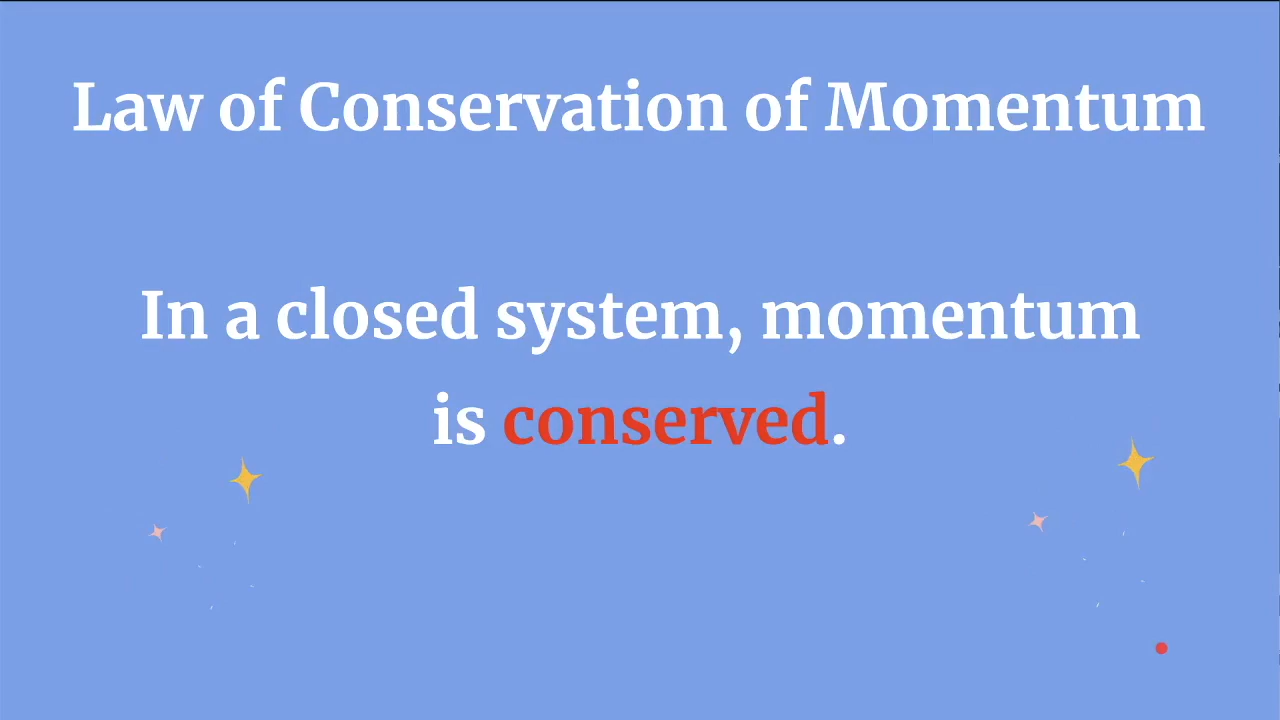 Law of Conservation of Momentum
In a closed system, momentum
is conserved.